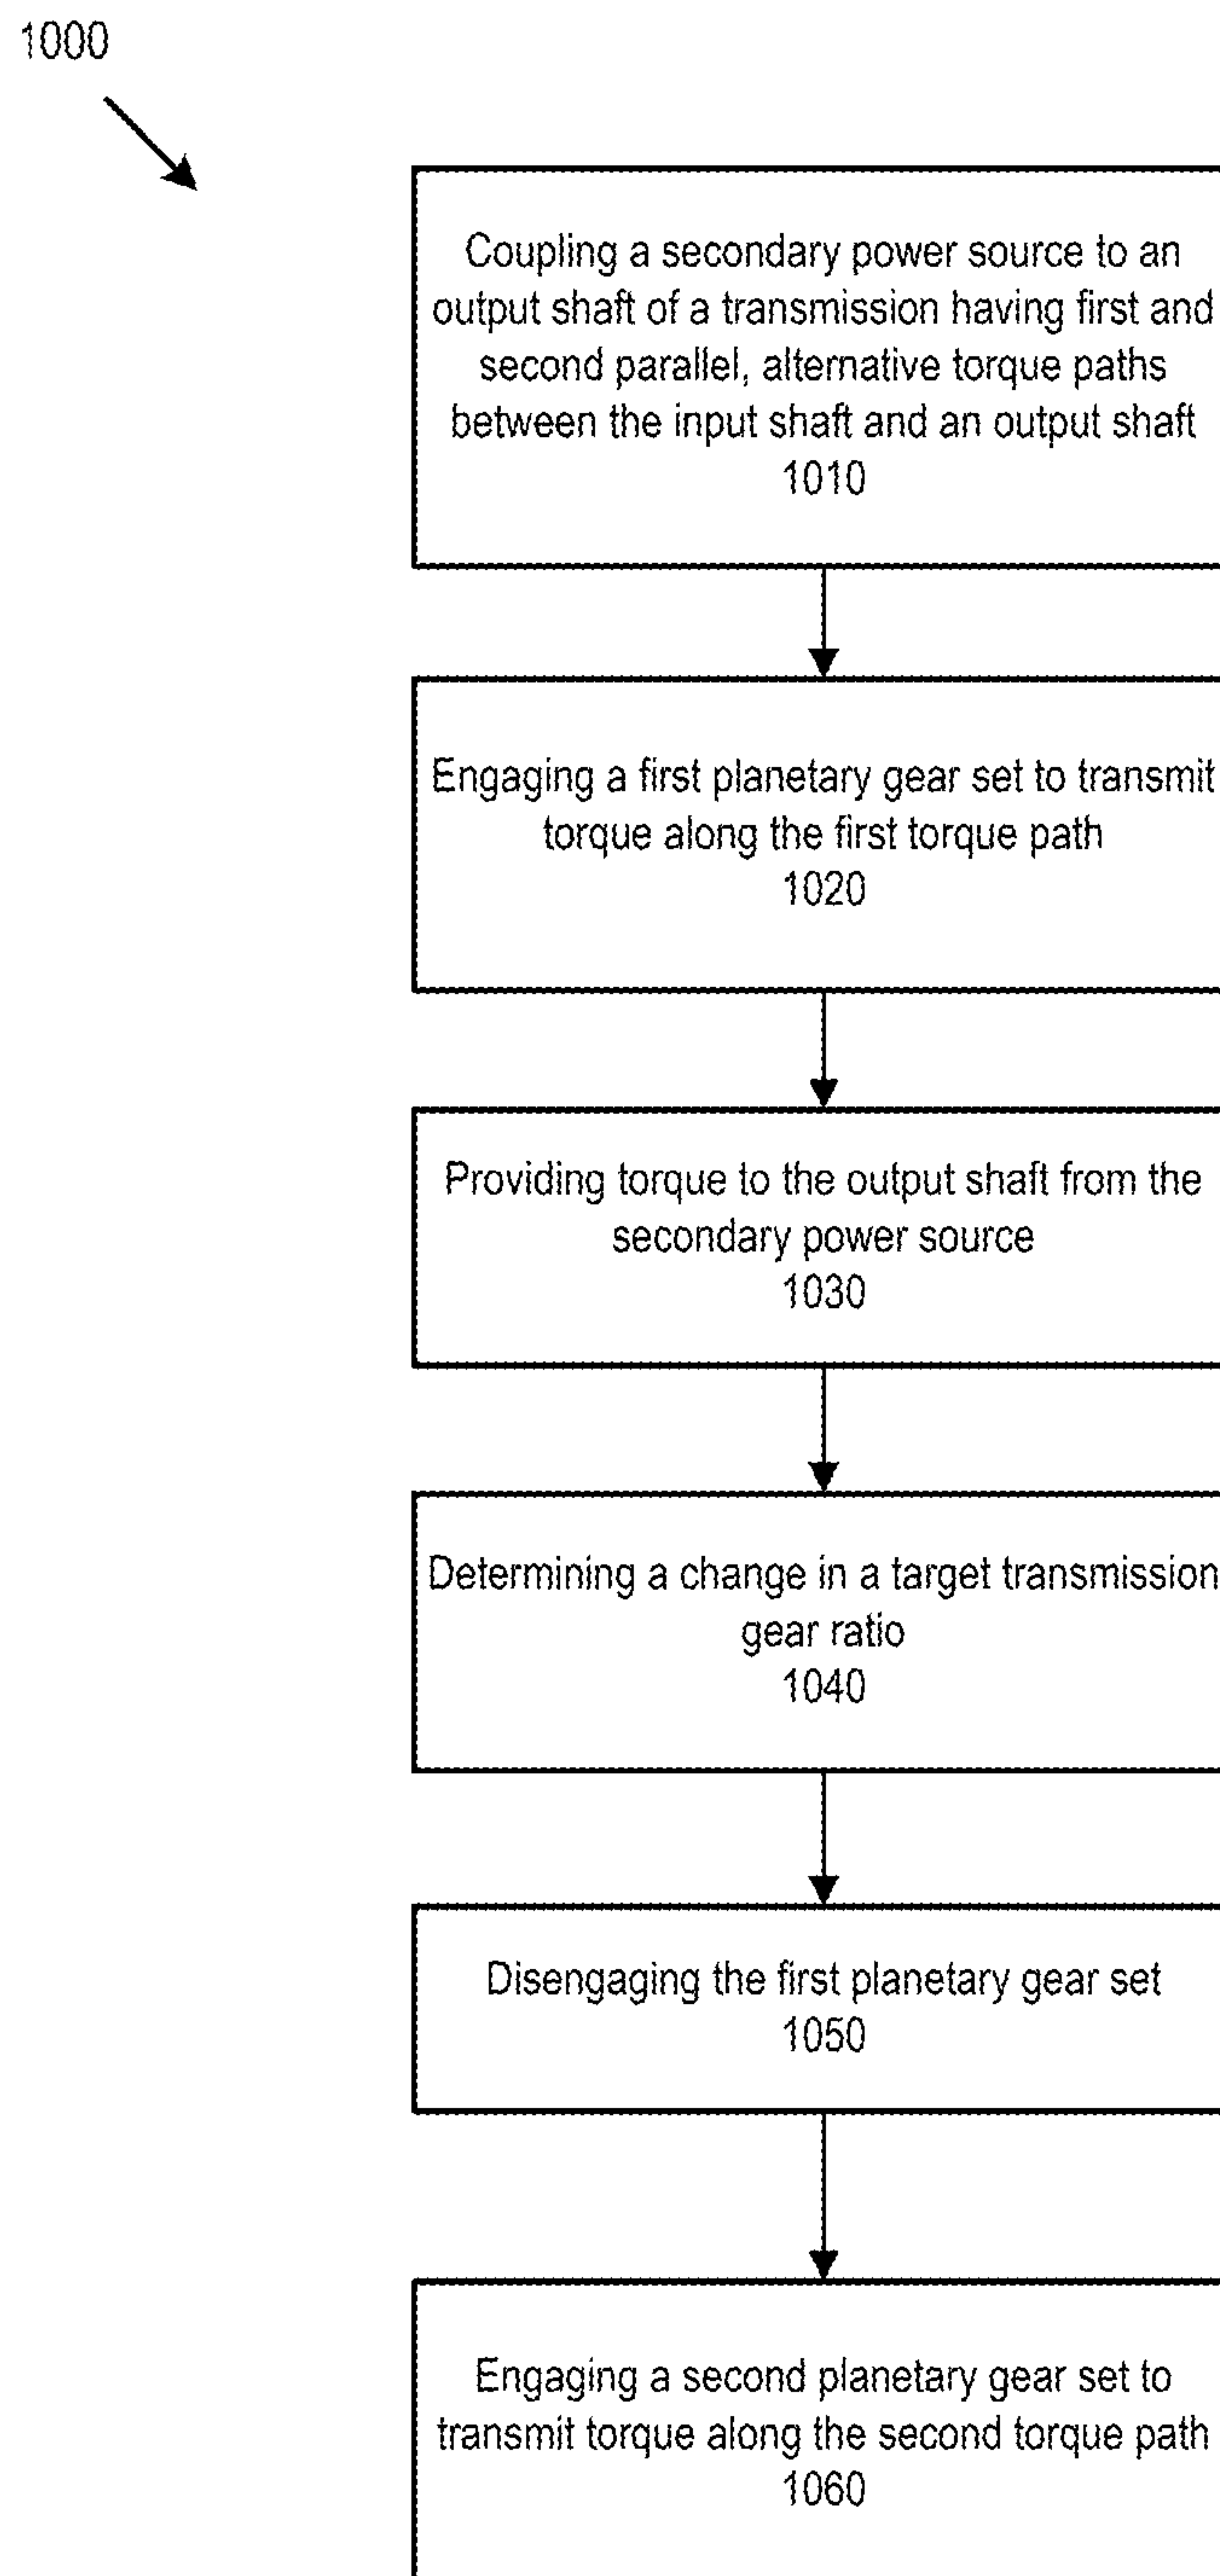 1000
Coupling a secondary power source to an
output shaft of a transmission having first and
second parallel, alternative torque paths
between the input shaft and an output shaft
1010
Engaging a first planetary gear set to transmit
torque along the first torque path
1020
Providing torque to the output shaft from the
secondary power source
1030
Determining a change in a target transmission
gear ratio
1040
Disengaging the first planetary gear set
1050
Engaging a second planetary gear set to
transmit torque along the second torque path
1060